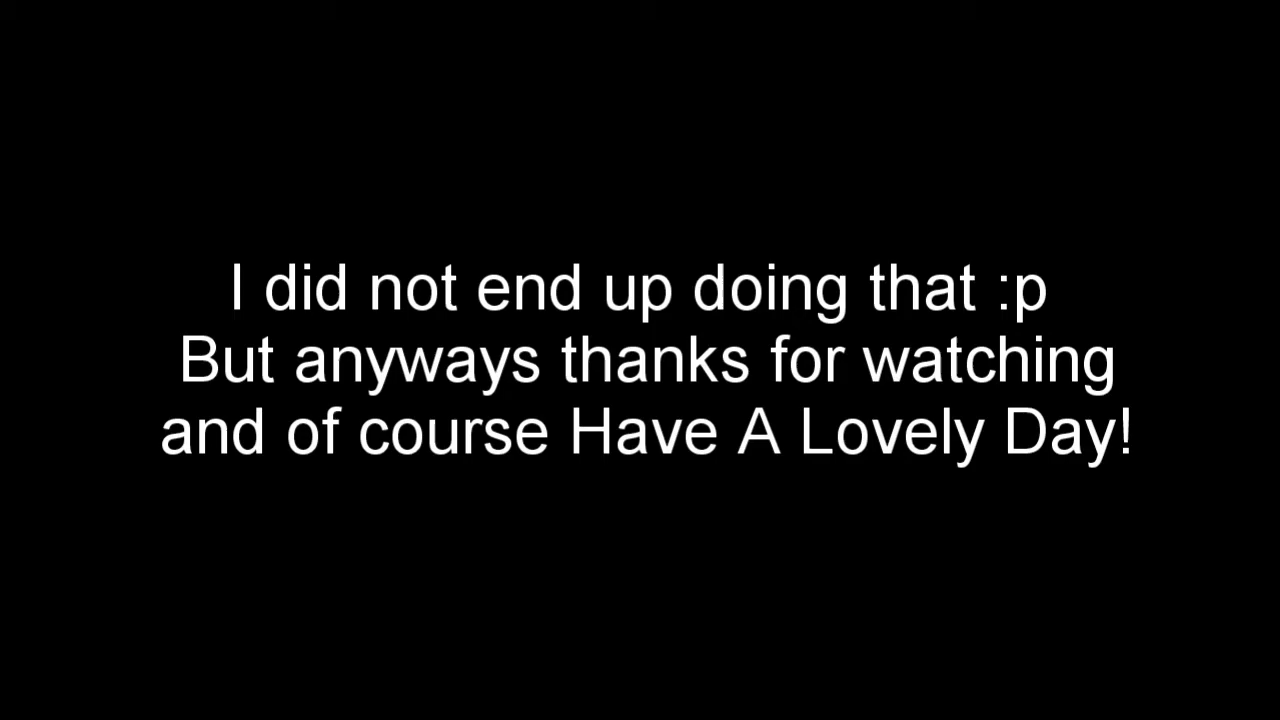 I did not end up doing that :p
But anyways thanks for watching
and of course Have A Lovely Day!